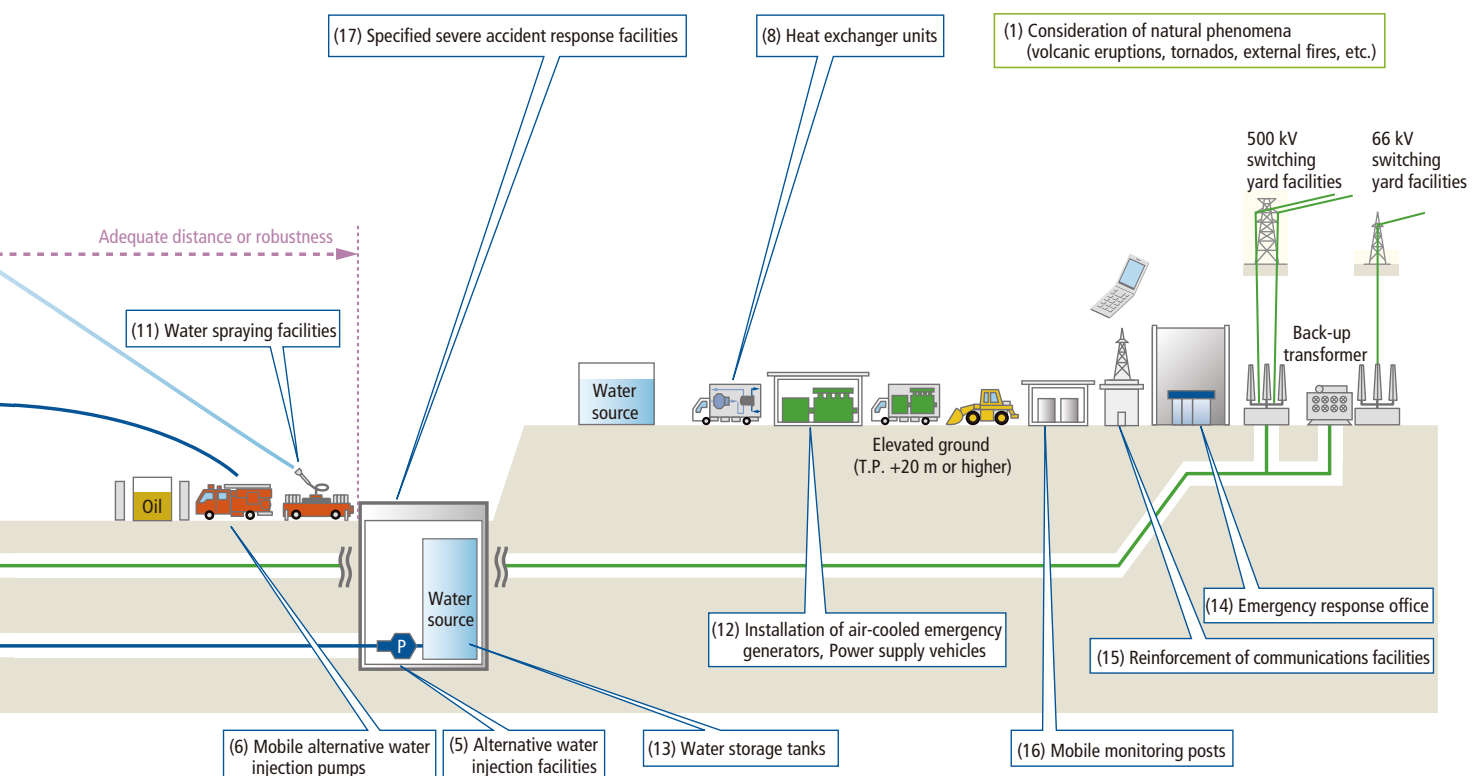 (17) Specified severe accident response facilities
(8) Heat exchanger units
(1) Consideration of natural phenomena
(volcanic eruptions, tornados, external fires, etc.)
500 kV
switching
yard facilities
66 kV
switching
yard facilities
Adequate distance or robustness
(11) Water spraying facilities
Back-up
transformer
Water
source
Elevated ground
(T.P. +20 m or higher)
Oil
Water
source
P
(14) Emergency response office
(12) Installation of air-cooled emergency
generators, Power supply vehicles
(15) Reinforcement of communications facilities
(6) Mobile alternative water
injection pumps
(5) Alternative water
injection facilities
(13) Water storage tanks
(16) Mobile monitoring posts